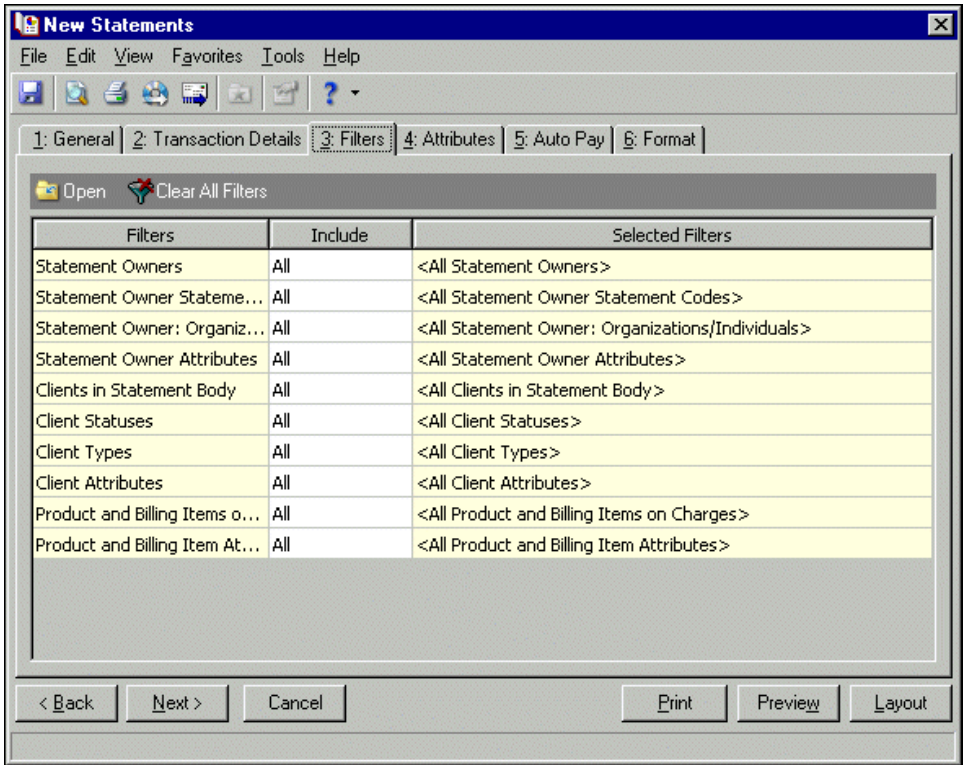 New Statements
File Edit View Favorites Tools Help
1: General 2: Transaction Details 3: Filters 4: Attributes 5: Auto Pay 6: Format
Open Clear All Filters
Filters Include Selected Filters
Statement Owners All <All Statement Owners>
Statement Owner Stateme... All <All Statement Owner Statement Codes>
Statement Owner: Organiz... All <All Statement Owner: Organizations/Individuals>
Statement Owner Attributes All <All Statement Owner Attributes>
Clients in Statement Body All <All Clients in Statement Body>
Client Statuses All <All Client Statuses>
Client Types All <All Client Types>
Client Attributes All <All Client Attributes>
Product and Billing Items o... All <All Product and Billing Items on Charges>
Product and Billing Item At... All <All Product and Billing Item Attributes>
< Back Next > Cancel Print Preview Layout